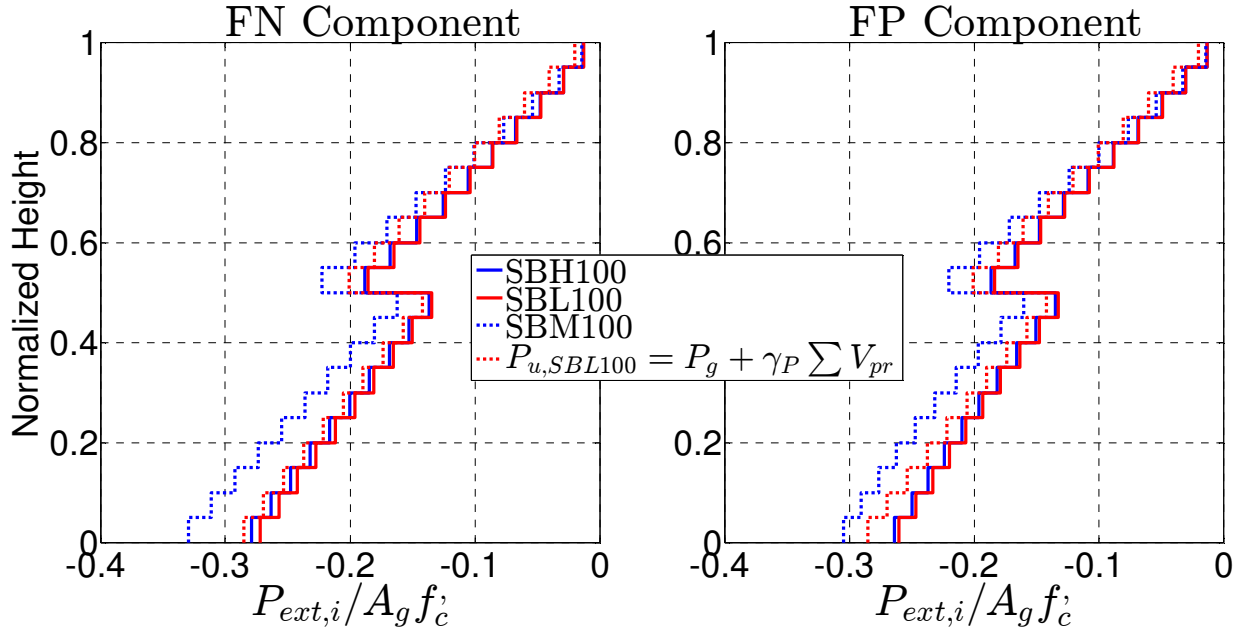 FN Component
FP Component
Normalized Height
1
0.8
0.6
0.4
0.2
0
-0.4 -0.3 -0.2 -0.1 0
P_{ext,i}/A_g f_c^,
1
0.8
0.6
0.4
0.2
0
-0.4 -0.3 -0.2 -0.1 0
P_{ext,i}/A_g f_c^,
SBH100
SBL100
SBM100
P_{u,SBL100} = P_g + γ_P ∑ V_{pr}